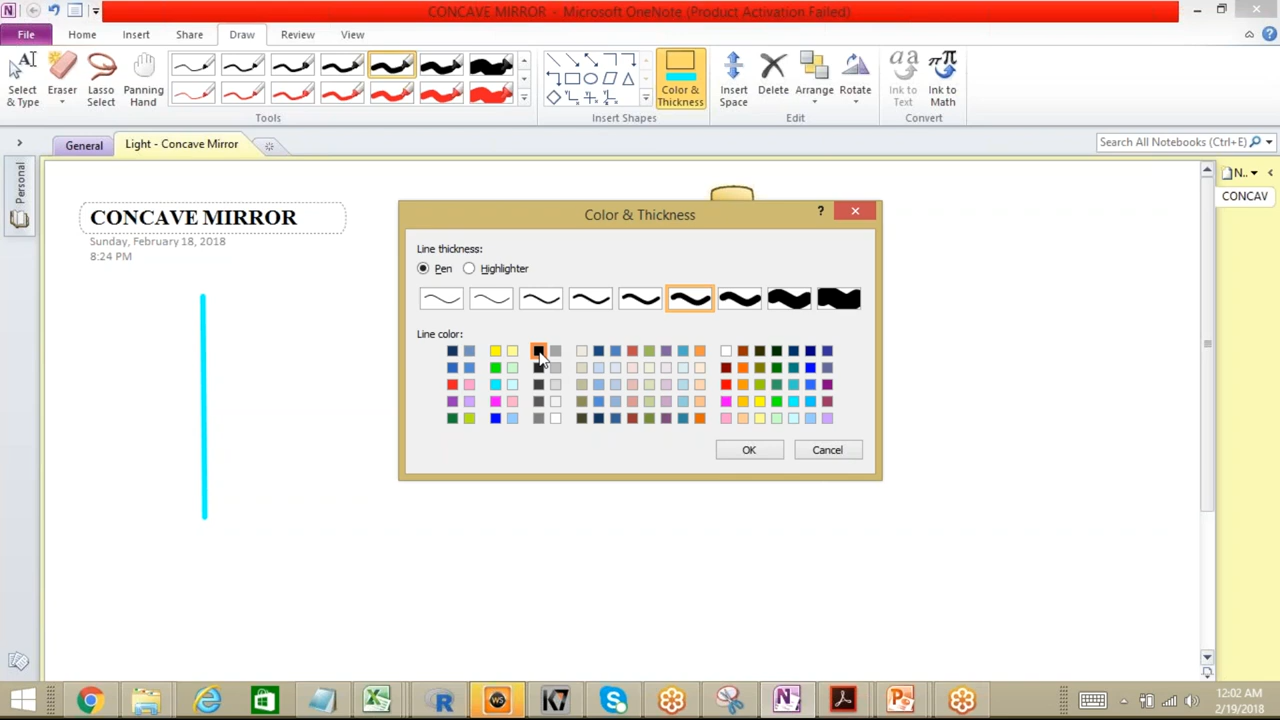 CONCAVE MIRROR - Microsoft OneNote (Product Activation Failed)
File Home Insert Share Draw Review View
Select & Type
Eraser
Lasso Select
Panning Hand
Color & Thickness
Insert Space
Delete
Arrange
Rotate
Ink to Text
Ink to Math
Tools Insert Shapes Edit Convert
General Light - Concave Mirror Search All Notebooks (Ctrl+E)
Personal
N..
CONCAV
CONCAVE MIRROR
Sunday, February 18, 2018
8:24 PM
Color & Thickness
Line thickness:
Pen Highlighter
Line color:
OK Cancel
12:02 AM
2/19/2018